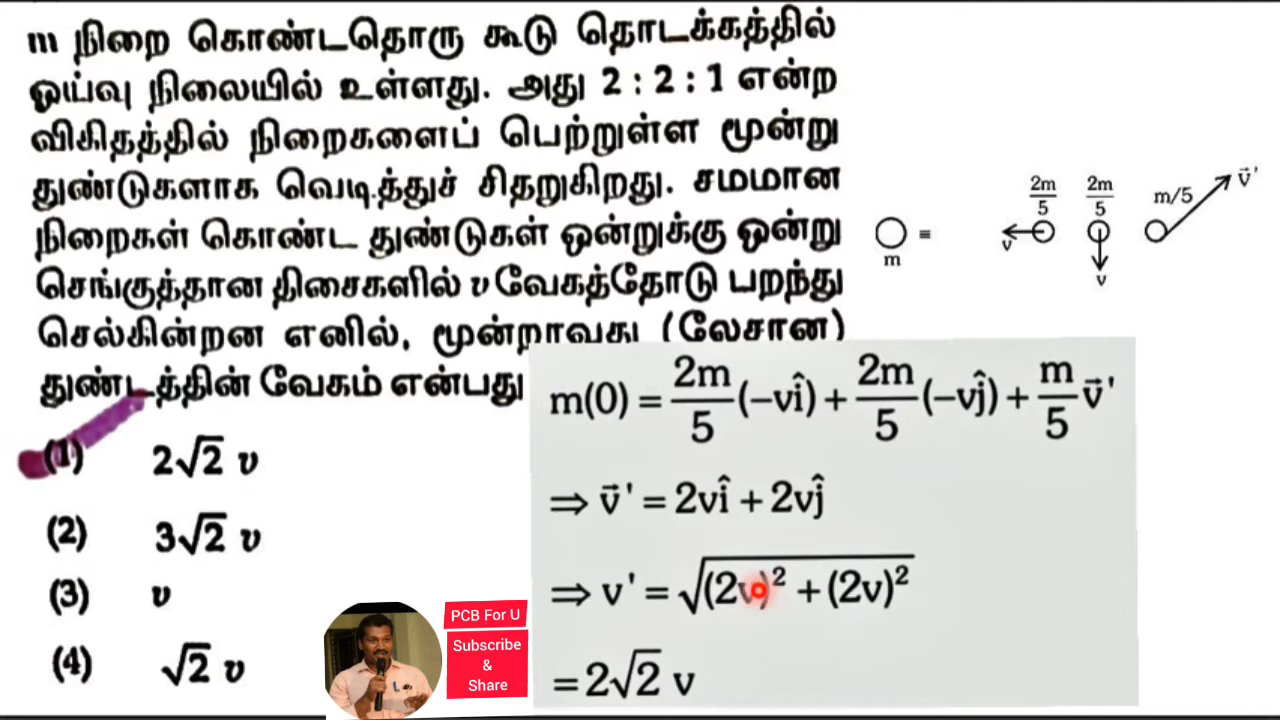 m நிறை கொண்டதொரு கூடு தொடக்கத்தில்
ஓய்வு நிலையில் உள்ளது. அது 2 : 2 : 1 என்ற
விகிதத்தில் நிறைகளைப் பெற்றுள்ள மூன்று
துண்டுகளாக வெடித்துச் சிதறுகிறது. சமமான
நிறைகள் கொண்ட துண்டுகள் ஒன்றுக்கு ஒன்று
செங்குத்தான திசைகளில் v வேகத்தோடு பறந்து
செல்கின்றன எனில், மூன்றாவது (லேசான)
துண்டத்தின் வேகம் என்பது
(1) 2√2 v
(2) 3√2 v
(3) v
(4) √2 v
m
≡
2m/5
v
2m/5
v
m/5
v⃗'
m(0) = 2m/5 (−vî) + 2m/5 (−vĵ) + m/5 v⃗'
⇒ v⃗' = 2vî + 2vĵ
⇒ v' = √((2v)² + (2v)²)
= 2√2 v
PCB For U
Subscribe
&
Share